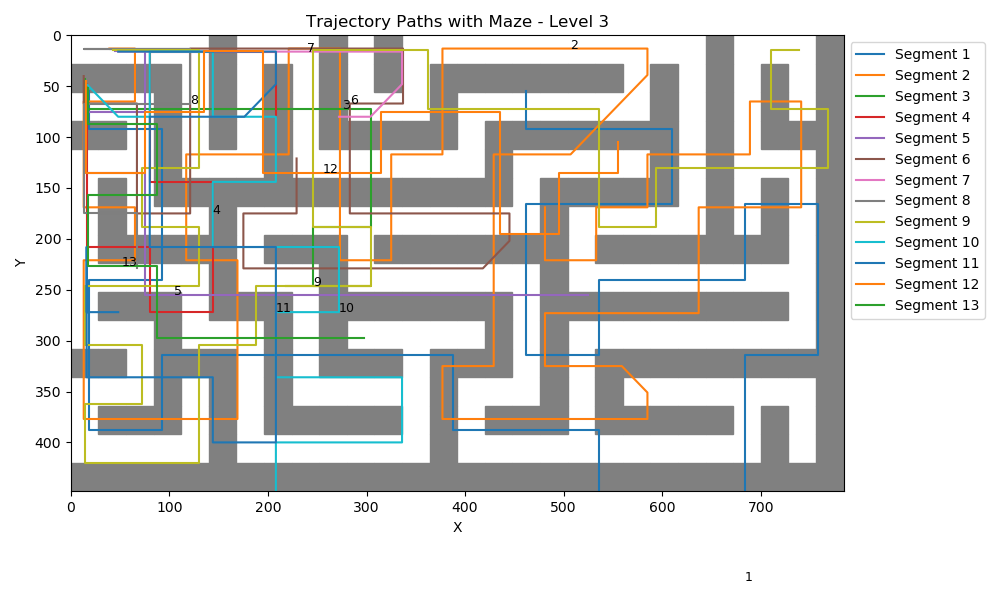 Trajectory Paths with Maze - Level 3
0
50
100
150
200
250
300
350
400
Y
0
100
200
300
400
500
600
700
X
7
2
8
3
6
12
4
13
5
9
11
10
1
Segment 1
Segment 2
Segment 3
Segment 4
Segment 5
Segment 6
Segment 7
Segment 8
Segment 9
Segment 10
Segment 11
Segment 12
Segment 13